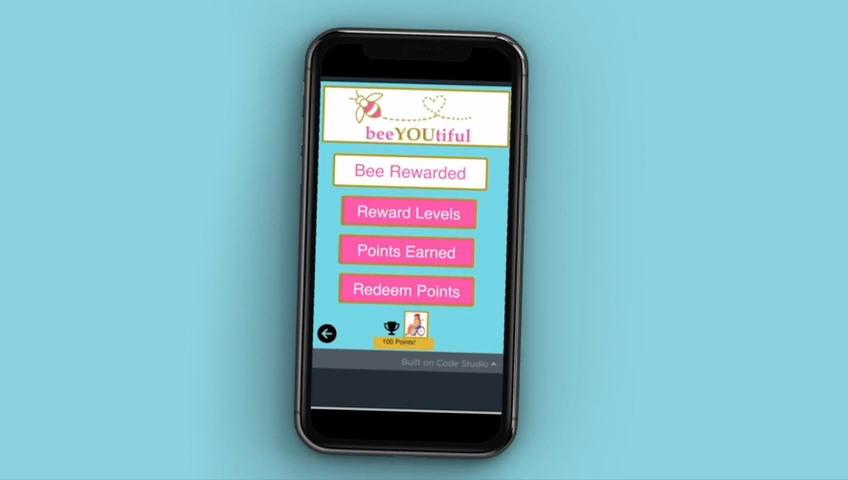 beeYOUtiful
Bee Rewarded
Reward Levels
Points Earned
Redeem Points
100 Points!
Built on Code Studio